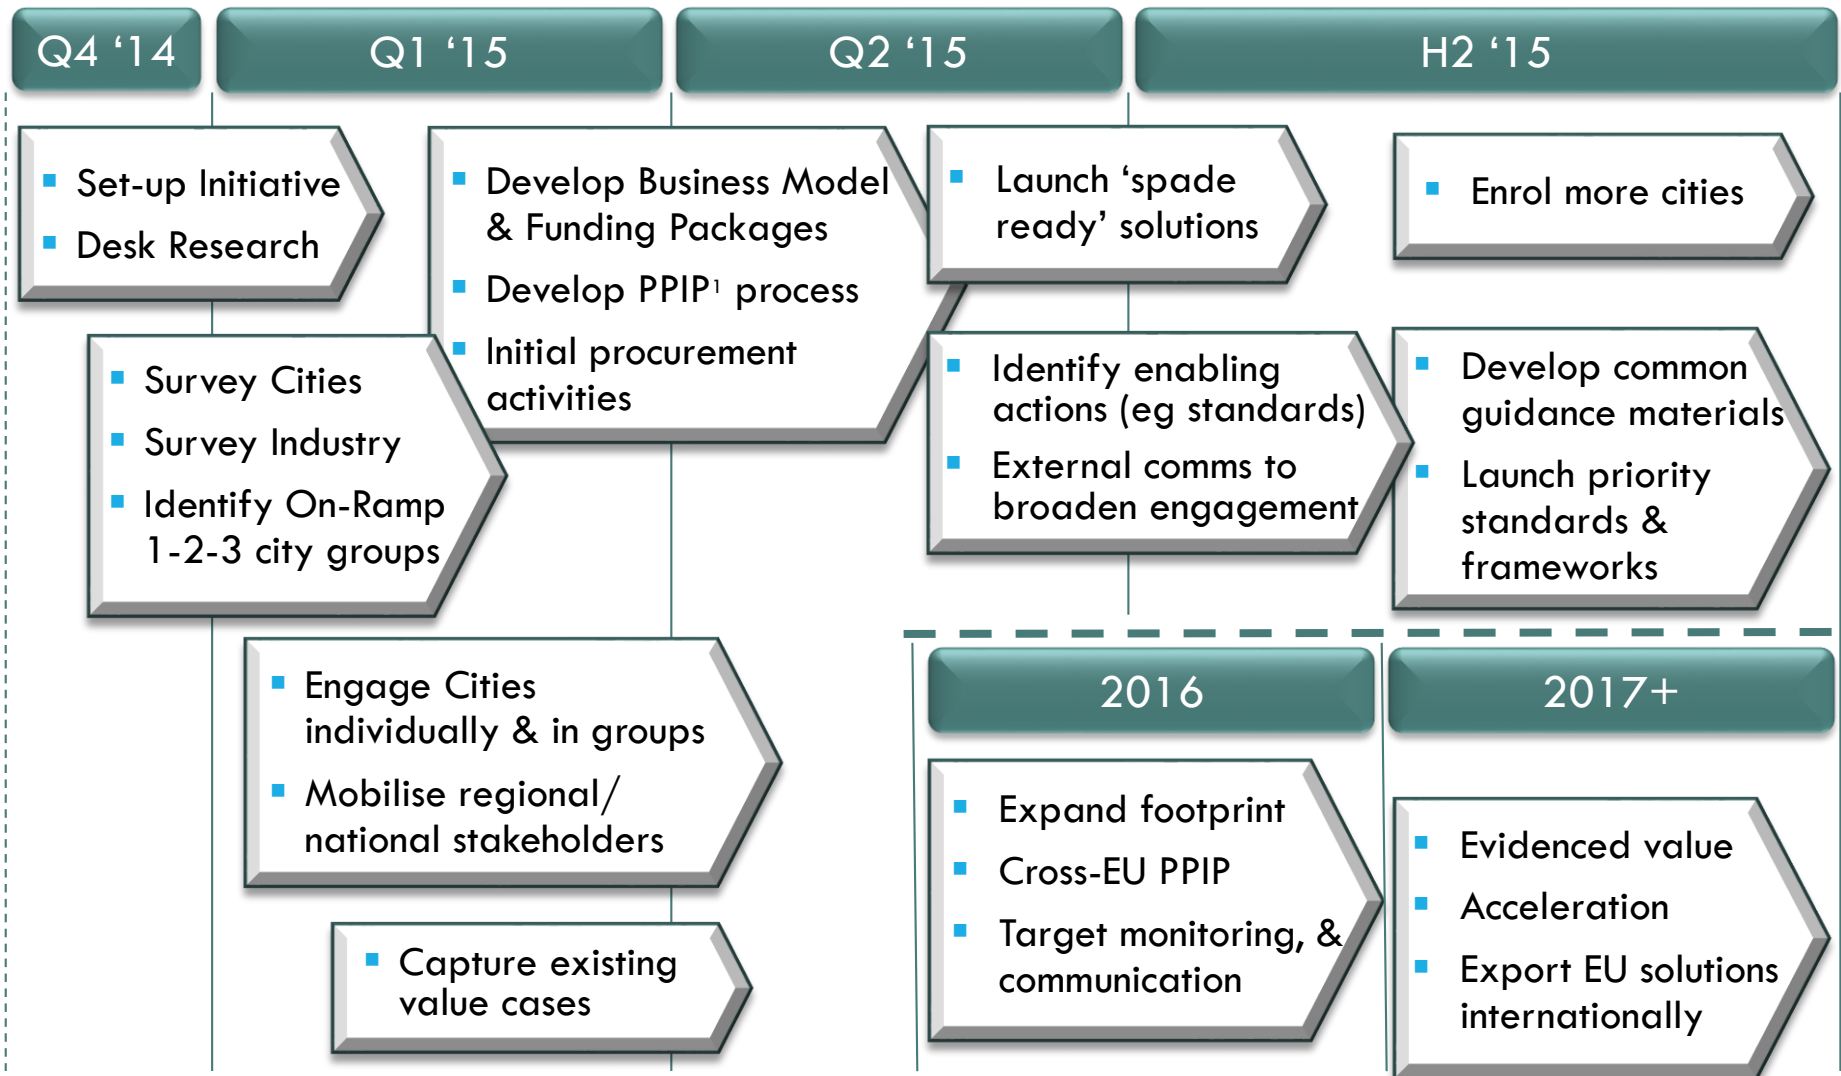 Q4 ‘14
Q1 ‘15
Q2 ‘15
H2 ‘15
Set-up Initiative
Desk Research
Survey Cities
Survey Industry
Identify On-Ramp
1-2-3 city groups
Develop Business Model
& Funding Packages
Develop PPIP¹ process
Initial procurement
activities
Engage Cities
individually & in groups
Mobilise regional/
national stakeholders
Capture existing
value cases
Launch ‘spade
ready’ solutions
Identify enabling
actions (eg standards)
External comms to
broaden engagement
Enrol more cities
Develop common
guidance materials
Launch priority
standards &
frameworks
2016
2017+
Expand footprint
Cross-EU PPIP
Target monitoring, &
communication
Evidenced value
Acceleration
Export EU solutions
internationally